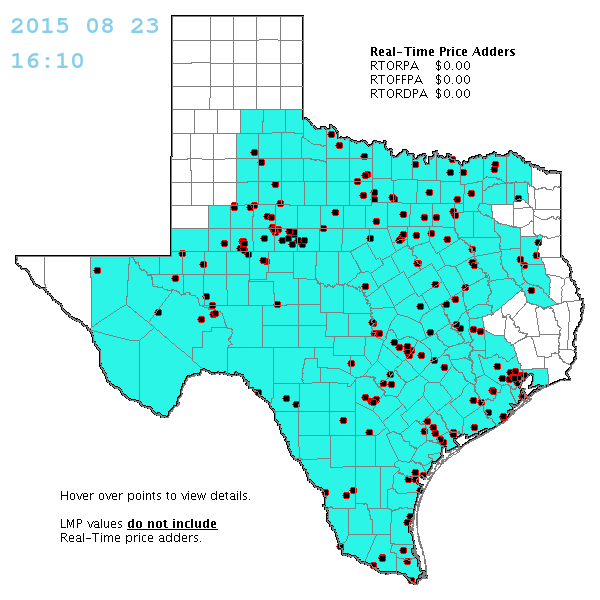 2015 08 23
16:10
Real-Time Price Adders
RTORPA $0.00
RTOFFPA $0.00
RTORDPA $0.00
Hover over points to view details.
LMP values do not include
Real-Time price adders.